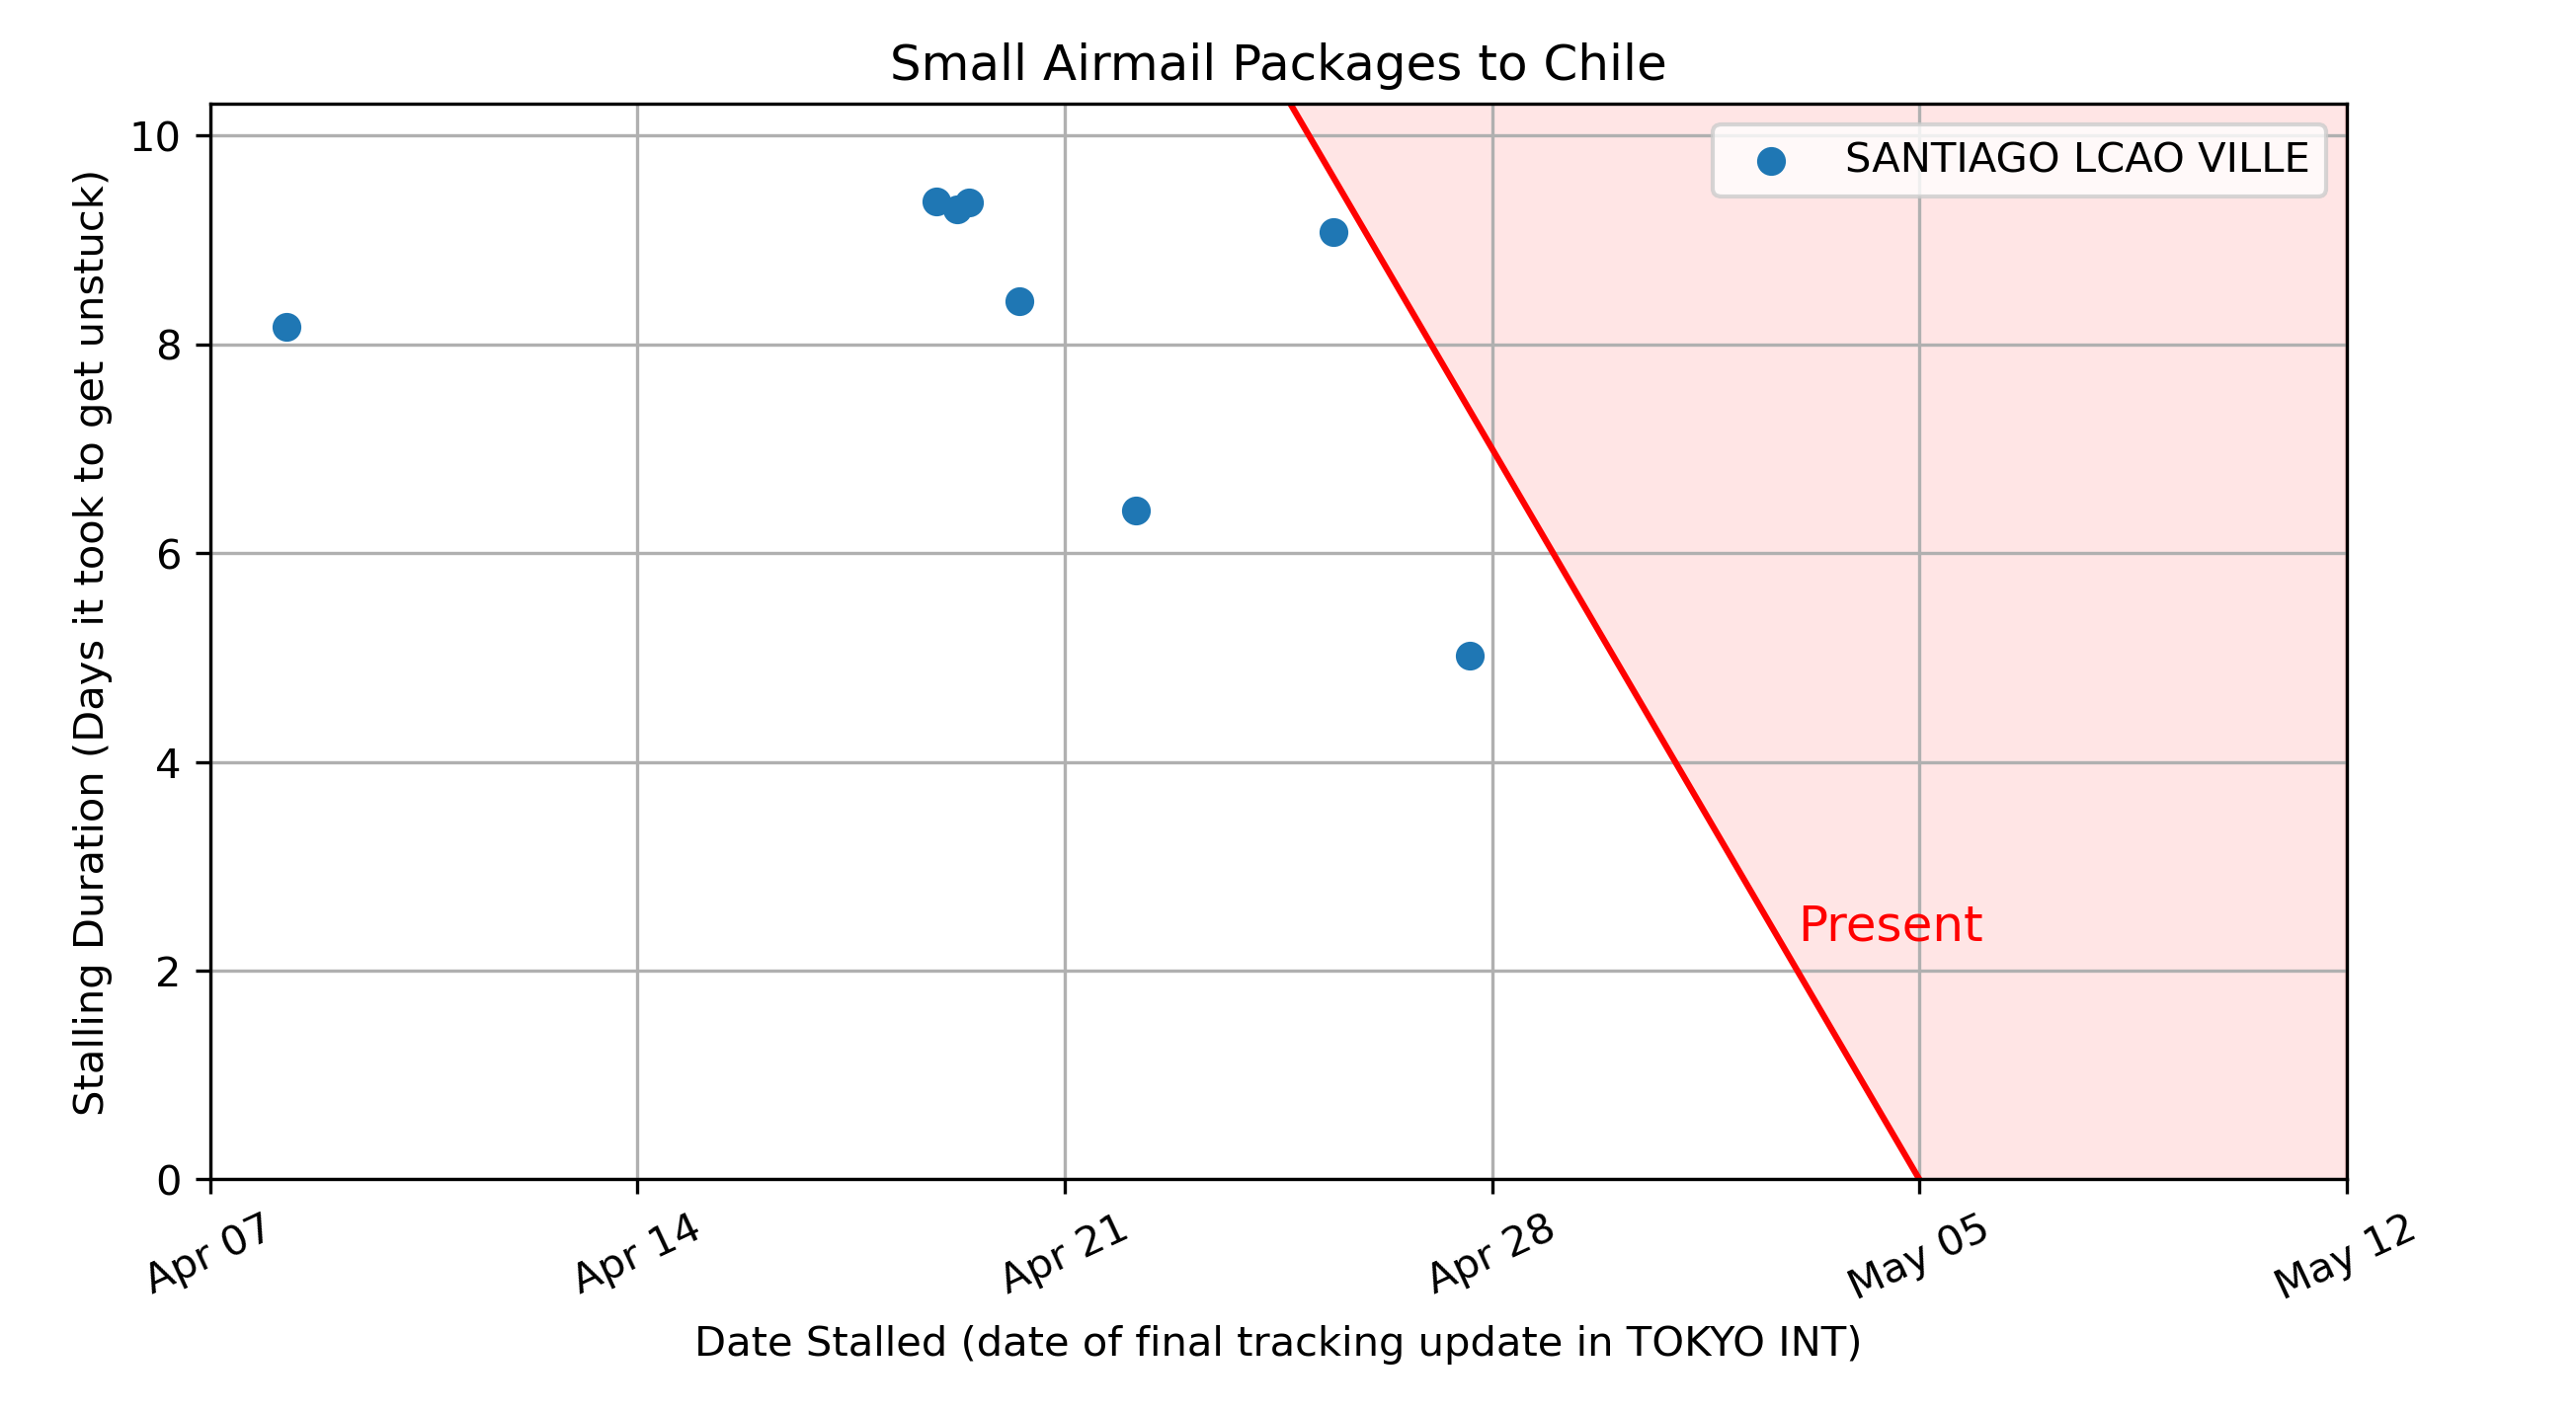 Small Airmail Packages to Chile
SANTIAGO LCAO VILLE
Stalling Duration (Days it took to get unstuck)
10
8
6
4
2
0
Present
Apr 07
Apr 14
Apr 21
Apr 28
May 05
May 12
Date Stalled (date of final tracking update in TOKYO INT)